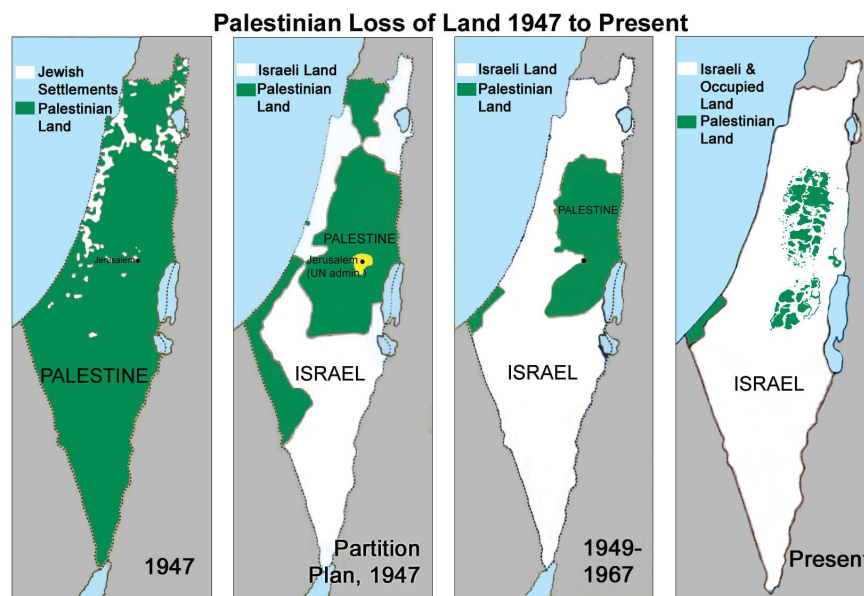 Palestinian Loss of Land 1947 to Present
Jewish
Settlements
Palestinian
Land
Jerusalem
PALESTINE
1947
Israeli Land
Palestinian
Land
PALESTINE
Jerusalem
(UN admin.)
ISRAEL
Partition
Plan, 1947
Israeli Land
Palestinian
Land
PALESTINE
ISRAEL
1949-
1967
Israeli &
Occupied
Land
Palestinian
Land
ISRAEL
Present